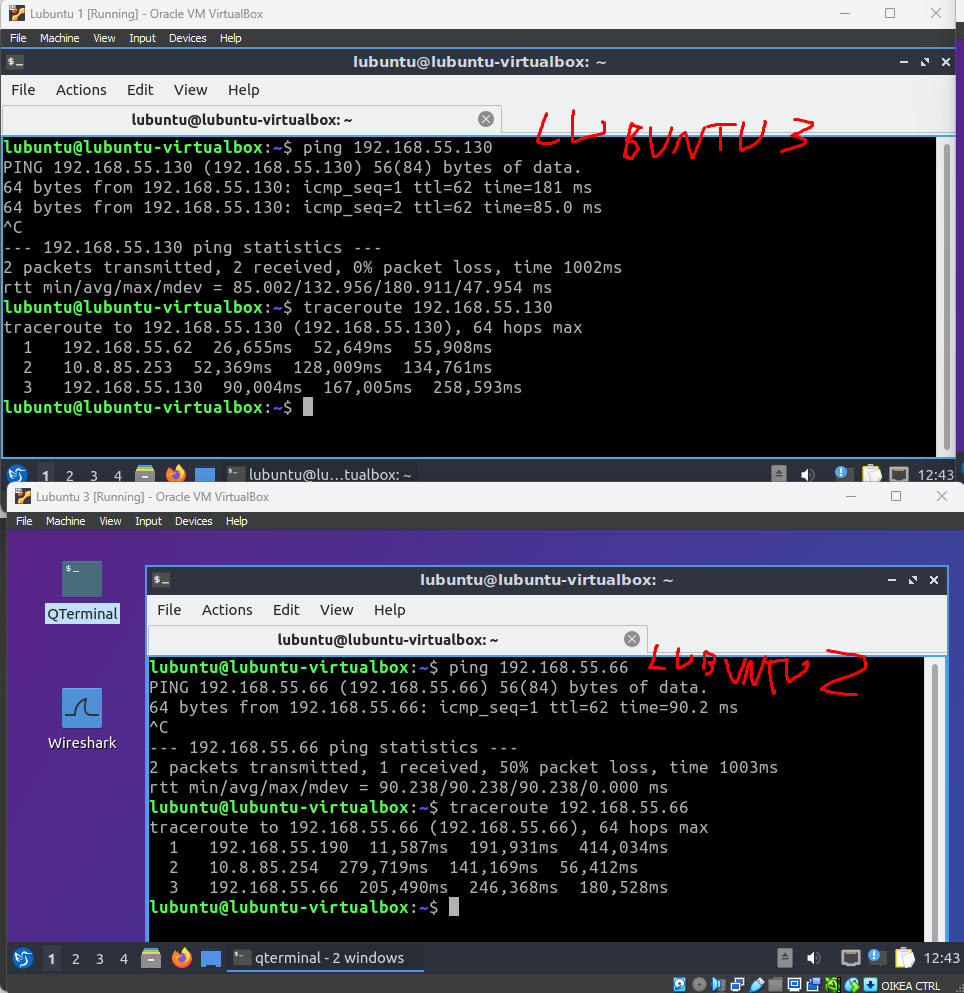 Lubuntu 1 [Running] - Oracle VM VirtualBox
File Machine View Input Devices Help
lubuntu@lubuntu-virtualbox: ~
File Actions Edit View Help
lubuntu@lubuntu-virtualbox: ~
LUBUNTU 3
lubuntu@lubuntu-virtualbox:~$ ping 192.168.55.130
PING 192.168.55.130 (192.168.55.130) 56(84) bytes of data.
64 bytes from 192.168.55.130: icmp_seq=1 ttl=62 time=181 ms
64 bytes from 192.168.55.130: icmp_seq=2 ttl=62 time=85.0 ms
^C
--- 192.168.55.130 ping statistics ---
2 packets transmitted, 2 received, 0% packet loss, time 1002ms
rtt min/avg/max/mdev = 85.002/132.956/180.911/47.954 ms
lubuntu@lubuntu-virtualbox:~$ traceroute 192.168.55.130
traceroute to 192.168.55.130 (192.168.55.130), 64 hops max
1 192.168.55.62 26,655ms 52,649ms 55,908ms
2 10.8.85.253 52,369ms 128,009ms 134,761ms
3 192.168.55.130 90,004ms 167,005ms 258,593ms
lubuntu@lubuntu-virtualbox:~$
1 2 3 4 lubuntu@lu…tualbox: ~ 12:43
Lubuntu 3 [Running] - Oracle VM VirtualBox
File Machine View Input Devices Help
lubuntu@lubuntu-virtualbox: ~
QTerminal
File Actions Edit View Help
lubuntu@lubuntu-virtualbox: ~
LUBUNTU 2
lubuntu@lubuntu-virtualbox:~$ ping 192.168.55.66
PING 192.168.55.66 (192.168.55.66) 56(84) bytes of data.
64 bytes from 192.168.55.66: icmp_seq=1 ttl=62 time=90.2 ms
^C
Wireshark
--- 192.168.55.66 ping statistics ---
2 packets transmitted, 1 received, 50% packet loss, time 1003ms
rtt min/avg/max/mdev = 90.238/90.238/90.238/0.000 ms
lubuntu@lubuntu-virtualbox:~$ traceroute 192.168.55.66
traceroute to 192.168.55.66 (192.168.55.66), 64 hops max
1 192.168.55.190 11,587ms 191,931ms 414,034ms
2 10.8.85.254 279,719ms 141,169ms 56,412ms
3 192.168.55.66 205,490ms 246,368ms 180,528ms
lubuntu@lubuntu-virtualbox:~$
1 2 3 4 qterminal - 2 windows 12:43
OIKEA CTRL